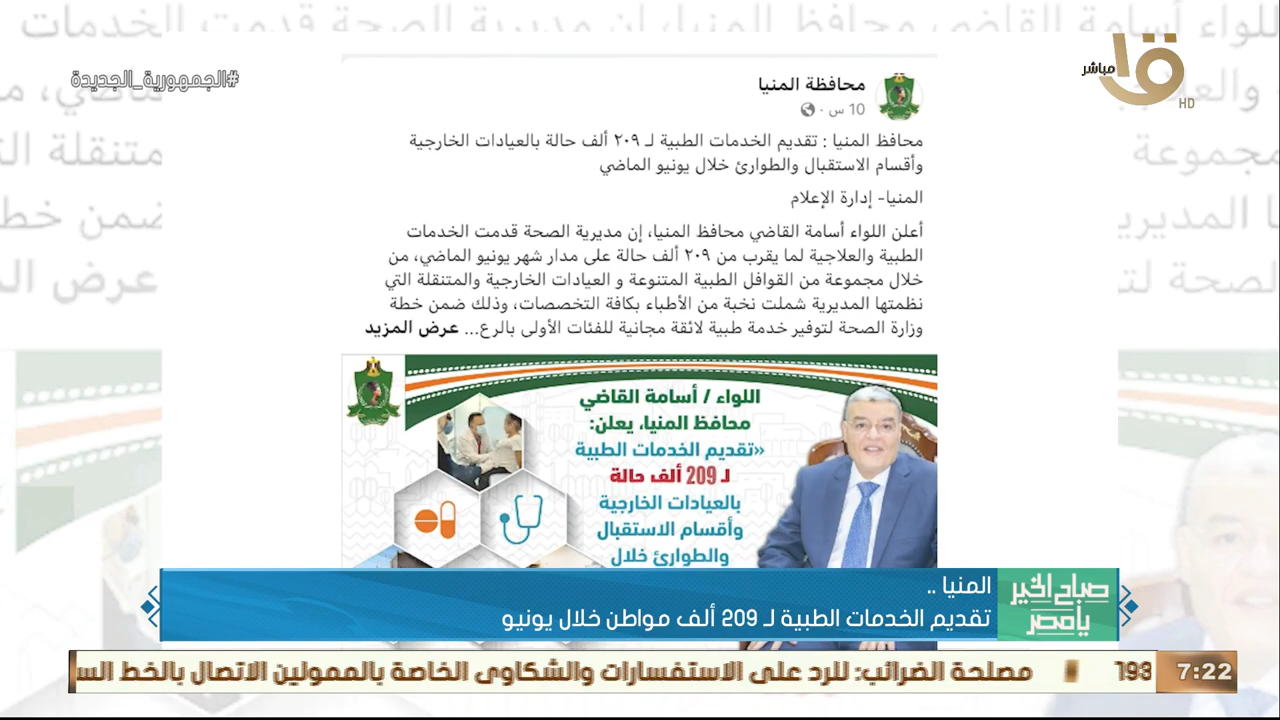 #الجمهورية_الجديدة
مباشر
HD
محافظة المنيا
10 س ·
محافظ المنيا : تقديم الخدمات الطبية لـ ٢٠٩ ألف حالة بالعيادات الخارجية
وأقسام الاستقبال والطوارئ خلال يونيو الماضي
المنيا- إدارة الإعلام
أعلن اللواء أسامة القاضي محافظ المنيا، إن مديرية الصحة قدمت الخدمات
الطبية والعلاجية لما يقرب من ٢٠٩ ألف حالة على مدار شهر يونيو الماضي، من
خلال مجموعة من القوافل الطبية المتنوعة و العيادات الخارجية والمتنقلة التي
نظمتها المديرية شملت نخبة من الأطباء بكافة التخصصات، وذلك ضمن خطة
وزارة الصحة لتوفير خدمة طبية لائقة مجانية للفئات الأولى بالرع... عرض المزيد
اللواء / أسامة القاضي
محافظ المنيا، يعلن:
«تقديم الخدمات الطبية
لـ 209 ألف حالة
بالعيادات الخارجية
وأقسام الاستقبال
والطوارئ خلال
صباح الخير
يا مصر
المنيا ..
تقديم الخدمات الطبية لـ 209 ألف مواطن خلال يونيو
7:22
193
مصلحة الضرائب: للرد على الاستفسارات والشكاوى الخاصة بالممولين الاتصال بالخط